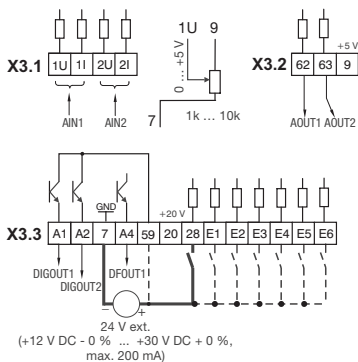 1U 9
X3.1 1U 1I 2U 2I
AIN1 AIN2
0 ... +5 V
7
1k ... 10k
+5 V
X3.2 62 63 9
AOUT1 AOUT2
GND
+20 V
X3.3 A1 A2 7 A4 59 20 28 E1 E2 E3 E4 E5 E6
DIGOUT1 DFOUT1
DIGOUT2
– +
24 V ext.
(+12 V DC - 0 % ... +30 V DC + 0 %,
max. 200 mA)